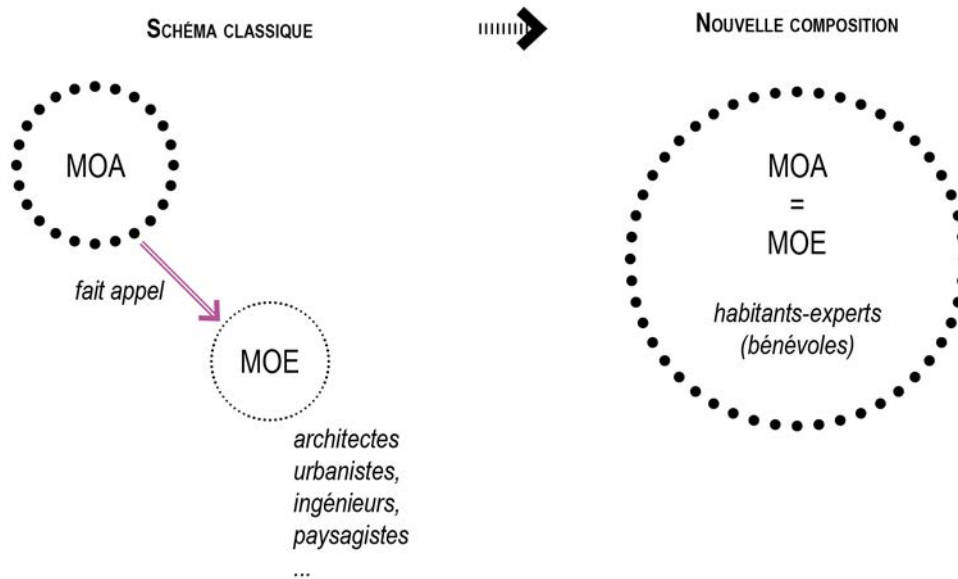 SCHÉMA CLASSIQUE
MOA
fait appel
MOE
architectes
urbanistes,
ingénieurs,
paysagistes
...
NOUVELLE COMPOSITION
MOA
=
MOE
habitants-experts
(bénévoles)